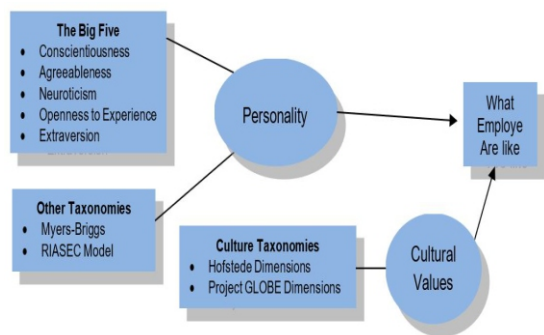 The Big Five
• Conscientiousness
• Agreeableness
• Neuroticism
• Openness to Experience
• Extraversion
Personality
What
Employe
Are like
Other Taxonomies
• Myers-Briggs
• RIASEC Model
Culture Taxonomies
• Hofstede Dimensions
• Project GLOBE Dimensions
Cultural
Values